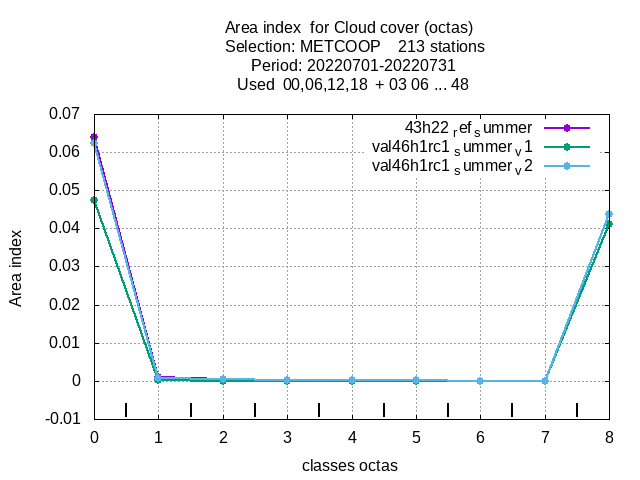 Area index  for Cloud cover (octas)
Selection: METCOOP    213 stations
Period: 20220701-20220731
Used  00,06,12,18  + 03 06 ... 48
43h22 ref summer
val46h1rc1 summer v1
val46h1rc1 summer v2
0.07
0.06
0.05
0.04
0.03
0.02
0.01
0
-0.01
Area index
0 1 2 3 4 5 6 7 8
classes octas